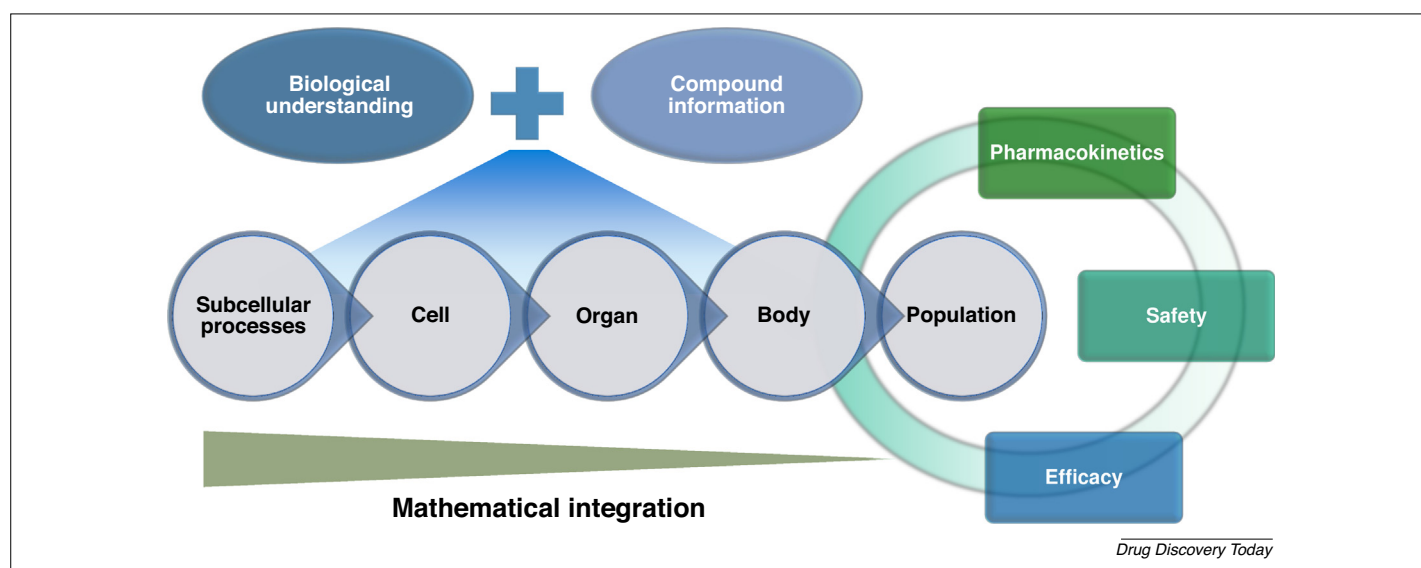 Biological
understanding
Compound
information
Pharmacokinetics
Subcellular
processes
Cell
Organ
Body
Population
Safety
Efficacy
Mathematical integration
Drug Discovery Today